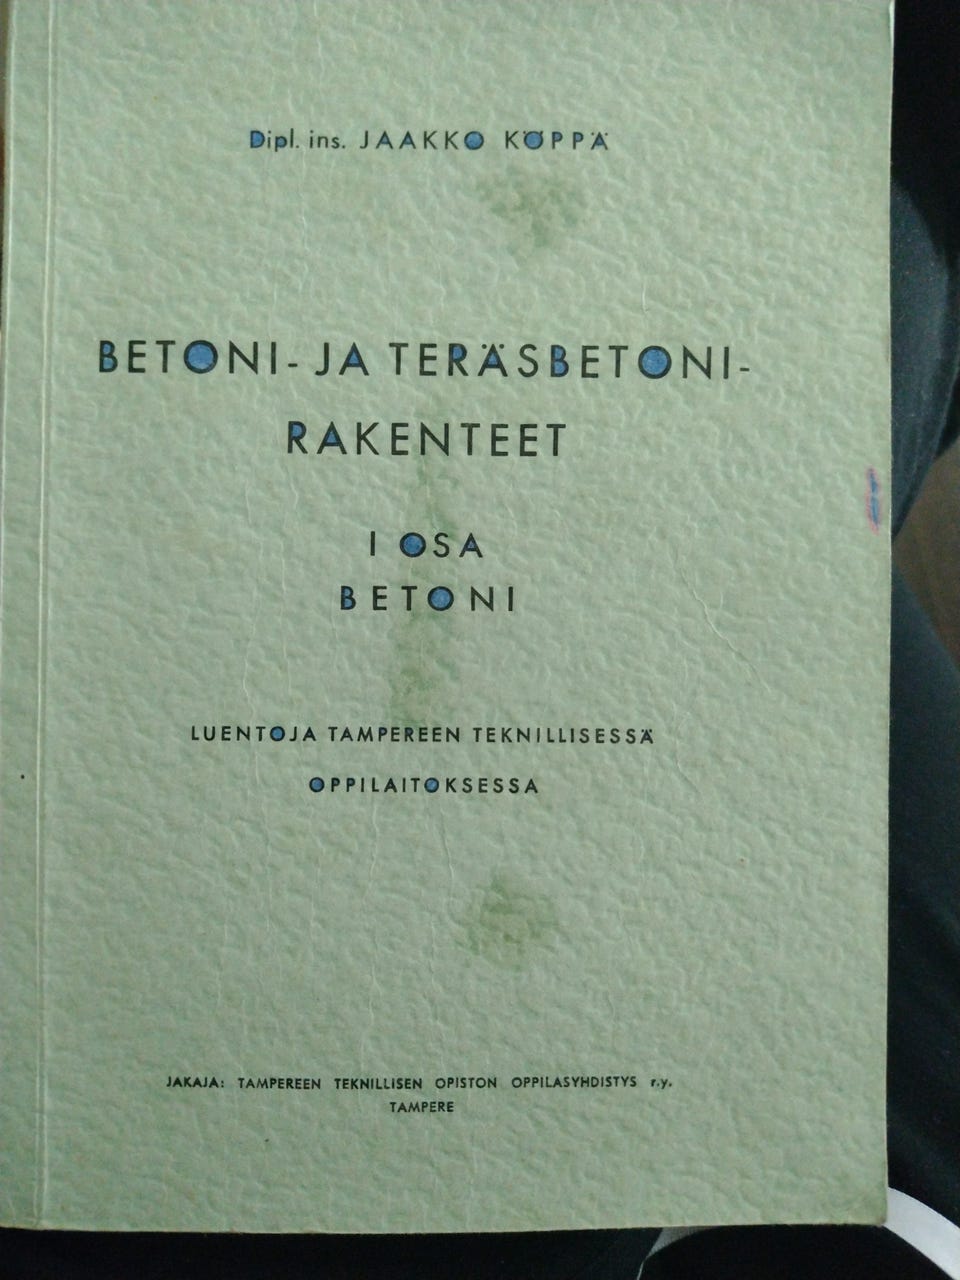 Dipl. ins. JAAKKO KÖPPÄ
BETONI- JA TERÄSBETONI-
RAKENTEET
I OSA
BETONI
LUENTOJA TAMPEREEN TEKNILLISESSÄ
OPPILAITOKSESSA
JAKAJA: TAMPEREEN TEKNILLISEN OPISTON OPPILASYHDISTYS r.y.
TAMPERE